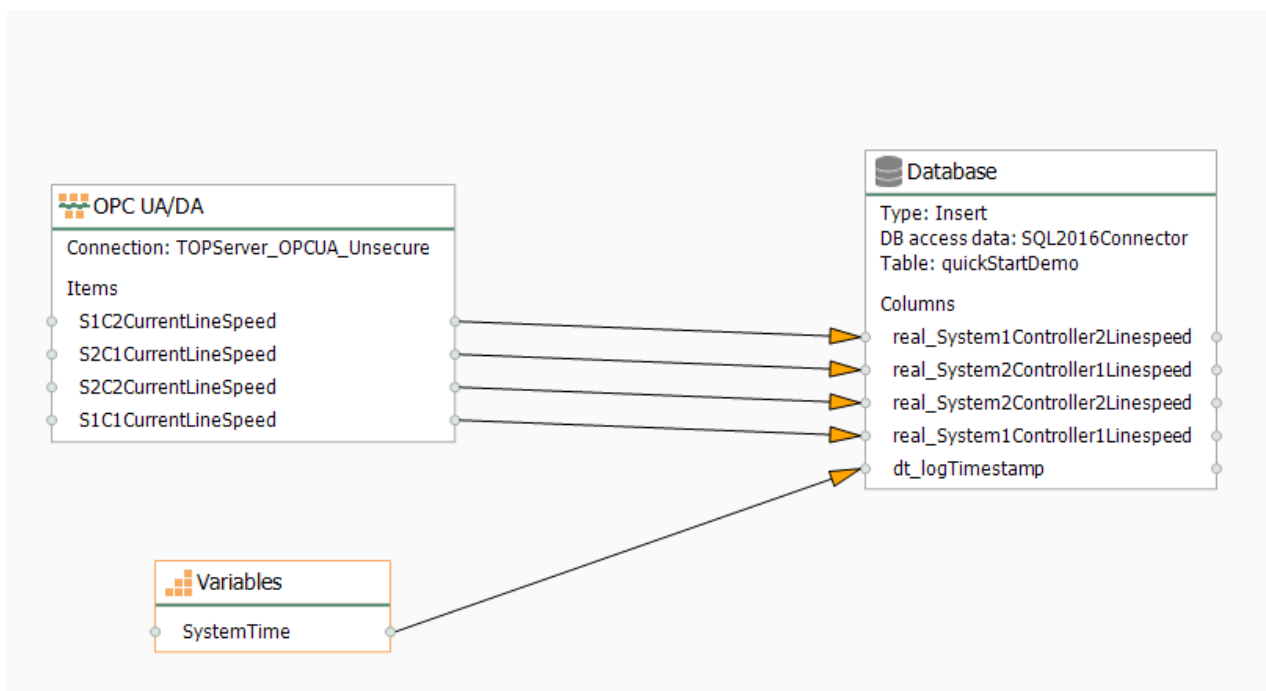 OPC UA/DA
Connection: TOPServer_OPCUA_Unsecure
Items
S1C2CurrentLineSpeed
S2C1CurrentLineSpeed
S2C2CurrentLineSpeed
S1C1CurrentLineSpeed
Database
Type: Insert
DB access data: SQL2016Connector
Table: quickStartDemo
Columns
real_System1Controller2Linespeed
real_System2Controller1Linespeed
real_System2Controller2Linespeed
real_System1Controller1Linespeed
dt_logTimestamp
Variables
SystemTime